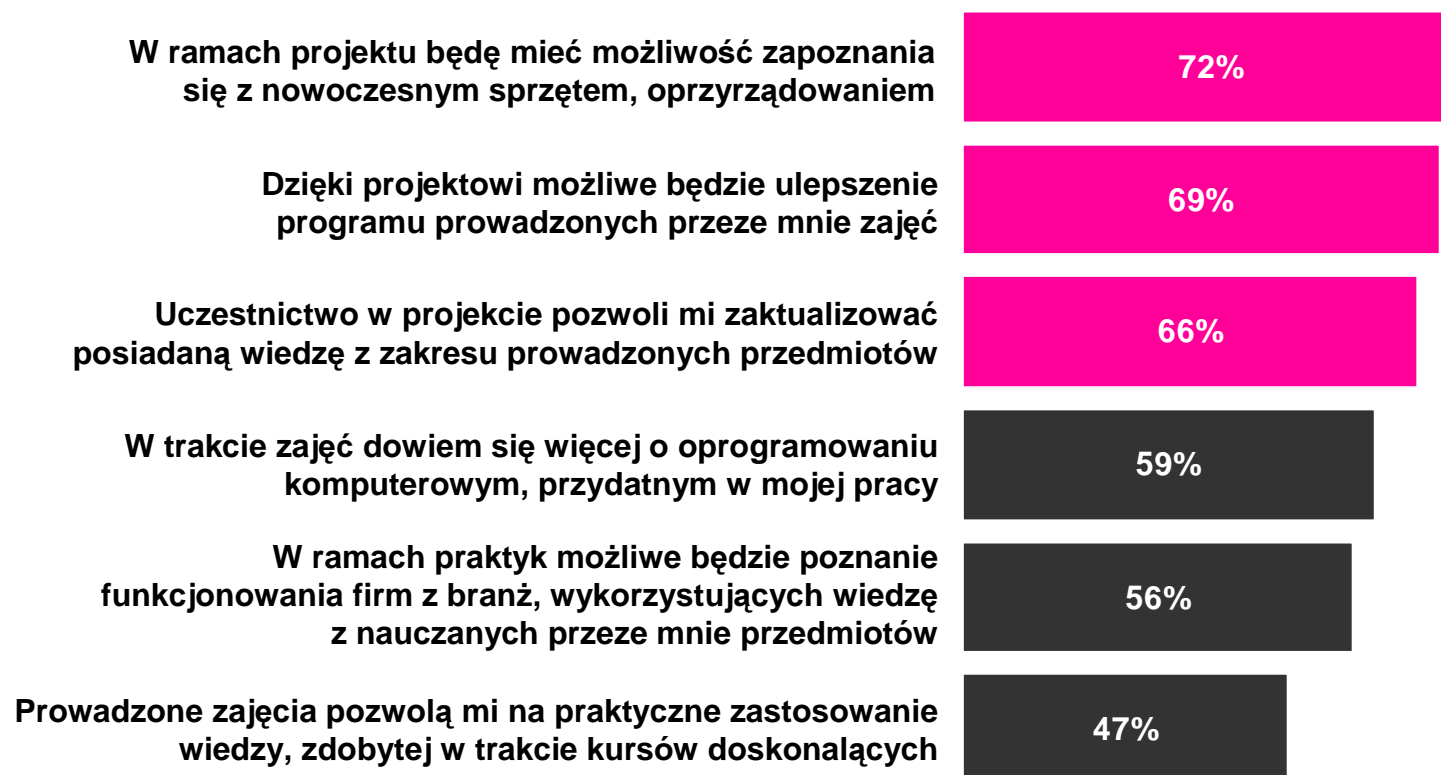 W ramach projektu będę mieć możliwość zapoznania
się z nowoczesnym sprzętem, oprzyrządowaniem
72%
Dzięki projektowi możliwe będzie ulepszenie
programu prowadzonych przeze mnie zajęć
69%
Uczestnictwo w projekcie pozwoli mi zaktualizować
posiadaną wiedzę z zakresu prowadzonych przedmiotów
66%
W trakcie zajęć dowiem się więcej o oprogramowaniu
komputerowym, przydatnym w mojej pracy
59%
W ramach praktyk możliwe będzie poznanie
funkcjonowania firm z branż, wykorzystujących wiedzę
z nauczanych przeze mnie przedmiotów
56%
Prowadzone zajęcia pozwolą mi na praktyczne zastosowanie
wiedzy, zdobytej w trakcie kursów doskonalących
47%